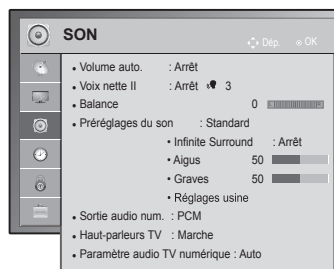 SON
Dép. OK
• Volume auto. : Arrêt
• Voix nette II : Arrêt 3
• Balance 0
• Préréglages du son : Standard
• Infinite Surround : Arrêt
• Aigus 50
• Graves 50
• Réglages usine
• Sortie audio num. : PCM
• Haut-parleurs TV : Marche
• Paramètre audio TV numérique : Auto